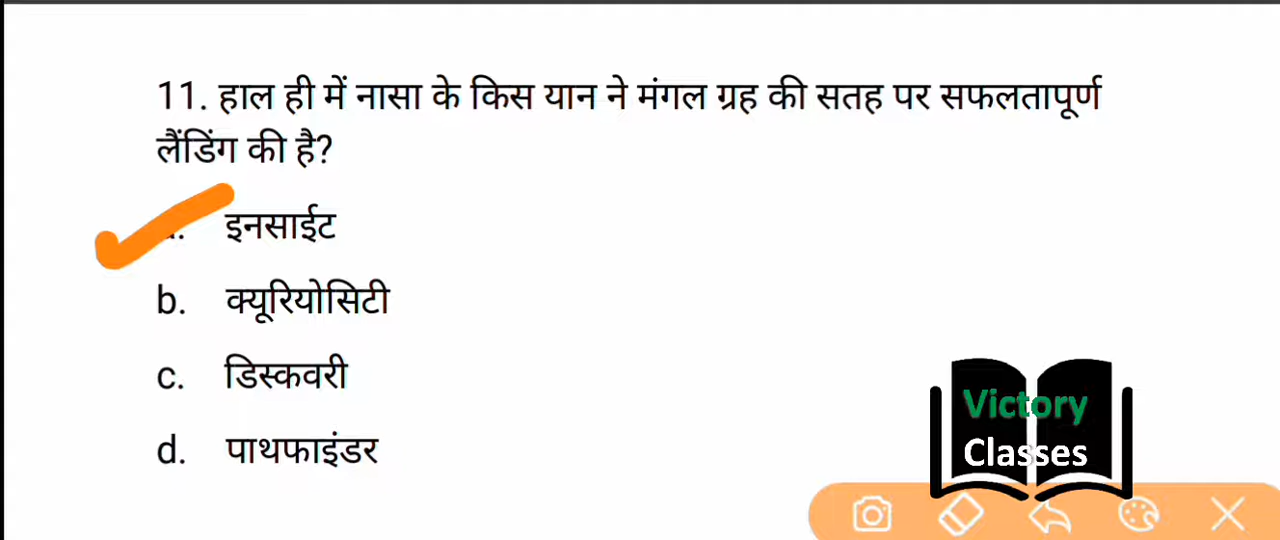 11. हाल ही में नासा के किस यान ने मंगल ग्रह की सतह पर सफलतापूर्ण
लैंडिंग की है?
इनसाईट
b. क्यूरियोसिटी
c. डिस्कवरी
d. पाथफाइंडर
Victory
Classes